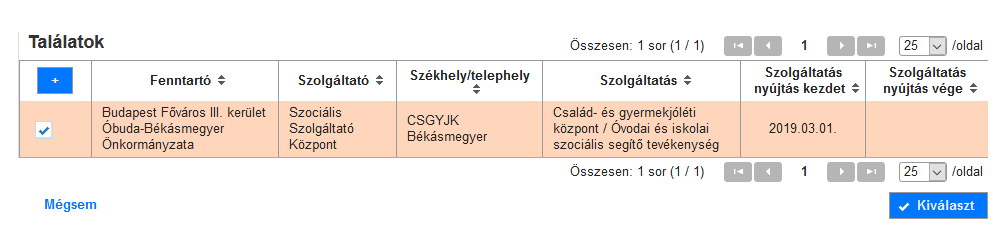 Találatok
Összesen: 1 sor (1 / 1) 1 25 /oldal
+ Fenntartó Szolgáltató Székhely/telephely Szolgáltatás Szolgáltatás nyújtás kezdet Szolgáltatás nyújtás vége
Budapest Főváros III. kerület
Óbuda-Békásmegyer
Önkormányzata
Szociális
Szolgáltató
Központ
CSGYJK
Békásmegyer
Család- és gyermekjóléti
központ / Óvodai és iskolai
szociális segítő tevékenység
2019.03.01.
Összesen: 1 sor (1 / 1) 1 25 /oldal
Mégsem
Kiválaszt